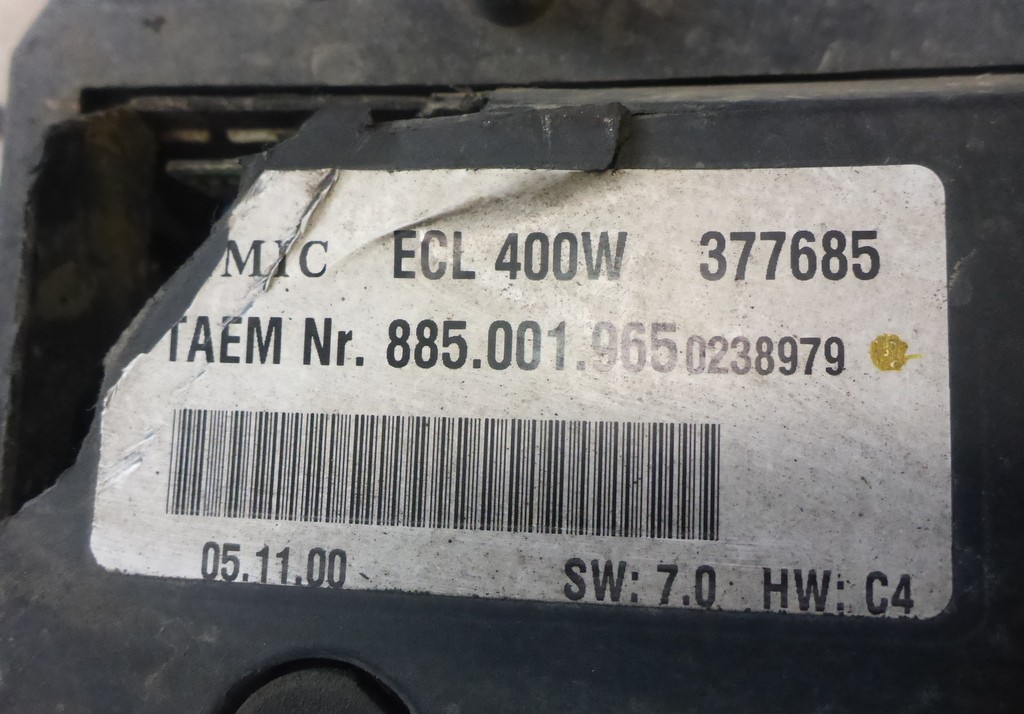 MIC ECL 400W 377685
TAEM Nr. 885.001.965 0238979
05.11.00 SW: 7.0 HW: C4